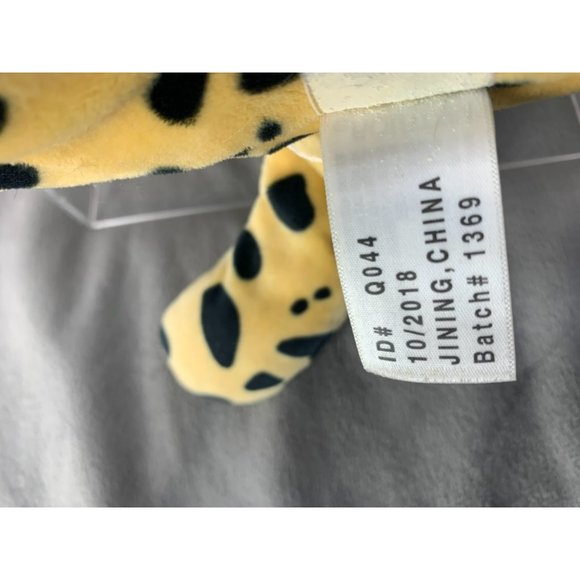 ID# Q044
10/2018
JINING,CHINA
Batch# 1369